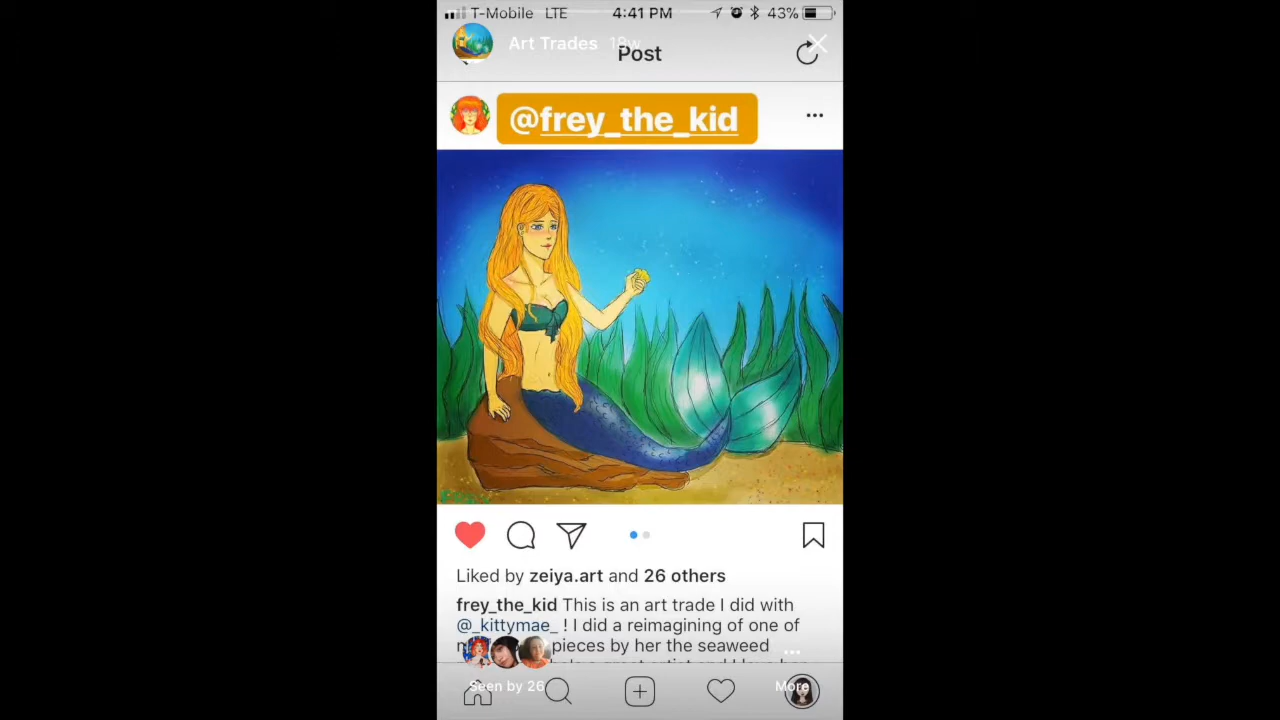 T-Mobile LTE 4:41 PM 43%
Art Trades 18w
Post
@frey_the_kid
Liked by zeiya.art and 26 others
frey_the_kid This is an art trade I did with
@_kittymae_ ! I did a reimagining of one of
pieces by her the seaweed
Seen by 26
More